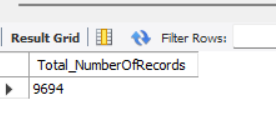 Result Grid Filter Rows:
Total_NumberOfRecords
9694